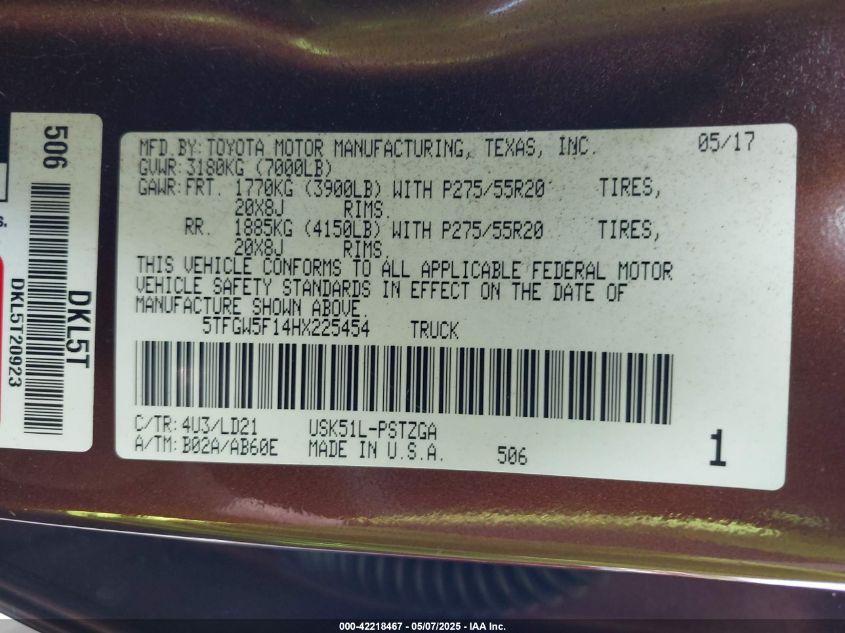 506
DKL5T
DKL5T20923
s.
MFD.BY:TOYOTA MOTOR MANUFACTURING, TEXAS, INC. 05/17
GVWR:3180KG (7000LB)
GAWR:FRT. 1770KG (3900LB) WITH P275/55R20 TIRES,
20X8J RIMS.
RR. 1885KG (4150LB) WITH P275/55R20 TIRES,
20X8J RIMS.
THIS VEHICLE CONFORMS TO ALL APPLICABLE FEDERAL MOTOR
VEHICLE SAFETY STANDARDS IN EFFECT ON THE DATE OF
MANUFACTURE SHOWN ABOVE.
5TFGW5F14HX225454 TRUCK
C/TR:4U3/LD21 USK51L-PSTZGA
A/TM:B02A/AB60E MADE IN U.S.A. 506 1
000-42218467 — 05/07/2025 — IAA Inc.